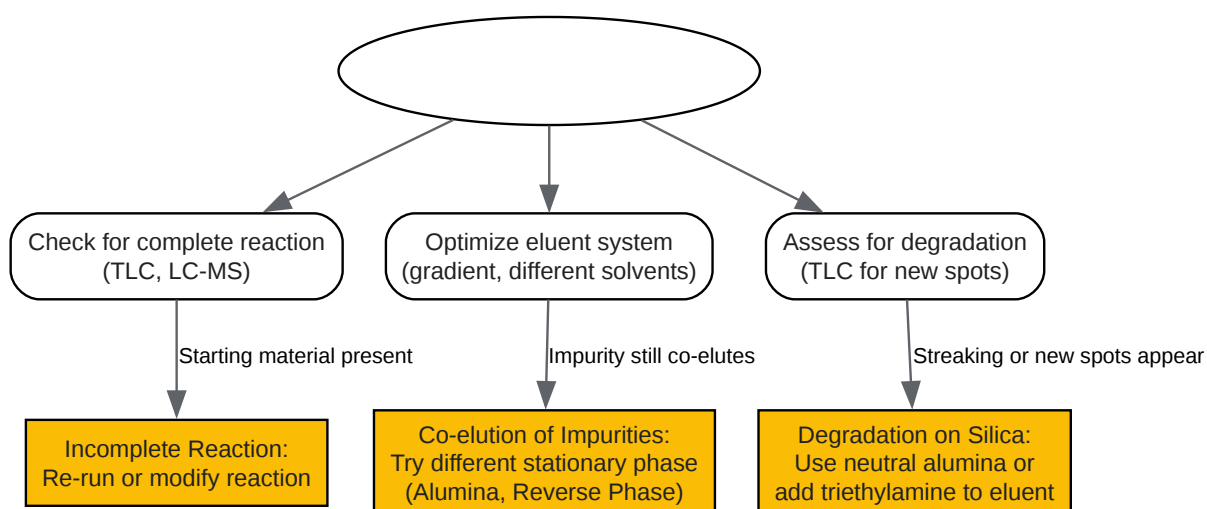 Check for complete reaction
(TLC, LC-MS)
Optimize eluent system
(gradient, different solvents)
Assess for degradation
(TLC for new spots)
Starting material present
Impurity still co-elutes
Streaking or new spots appear
Incomplete Reaction:
Re-run or modify reaction
Co-elution of Impurities:
Try different stationary phase
(Alumina, Reverse Phase)
Degradation on Silica:
Use neutral alumina or
add triethylamine to eluent